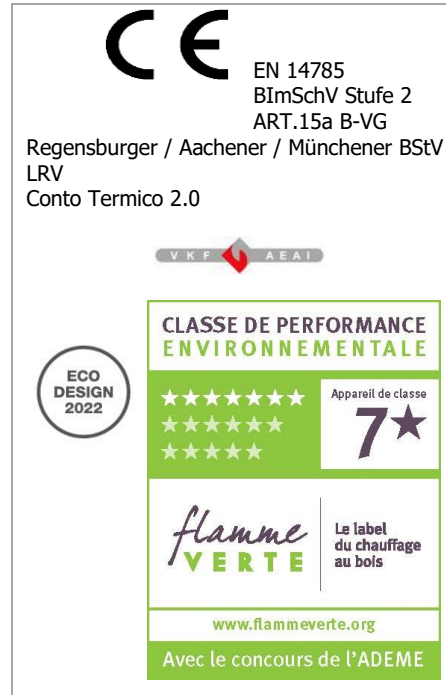 CE
EN 14785
BImSchV Stufe 2
ART.15a B-VG
Regensburger / Aachener / Münchener BStV
LRV
Conto Termico 2.0
VKF AEAI
ECO
DESIGN
2022
CLASSE DE PERFORMANCE
ENVIRONNEMENTALE
Appareil de classe
7★
flamme
VERTE
Le label
du chauffage
au bois
www.flammeverte.org
Avec le concours de l'ADEME